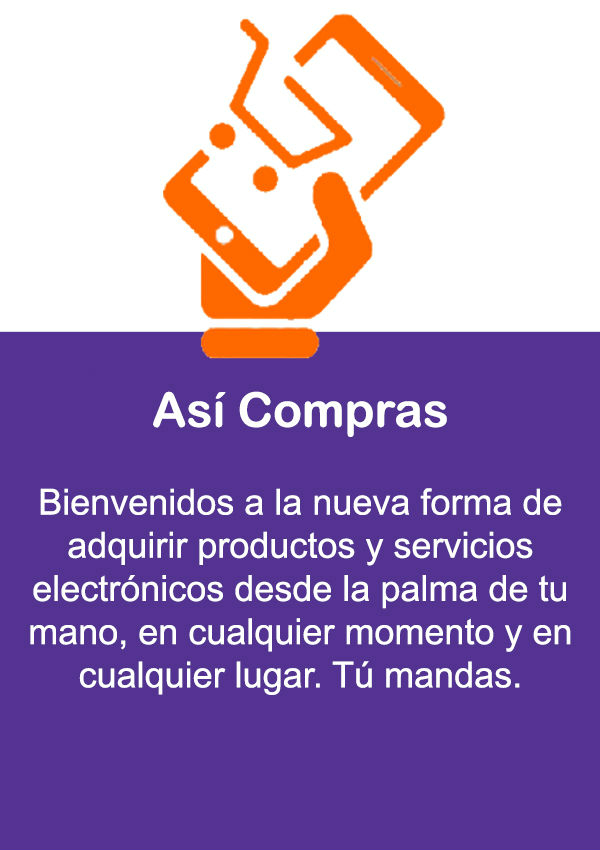 Así Compras
Bienvenidos a la nueva forma de
adquirir productos y servicios
electrónicos desde la palma de tu
mano, en cualquier momento y en
cualquier lugar. Tú mandas.